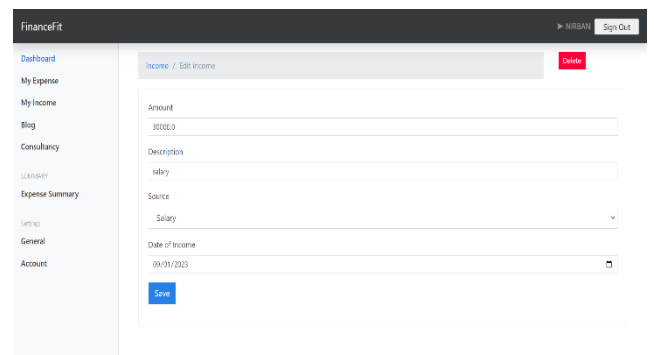 FinanceFit
➤ NIRBAN Sign Out
Dashboard
My Expense
My Income
Blog
Consultancy
SUMMARY
Expense Summary
Settings
General
Account
Income / Edit income
Delete
Amount
30000.0
Description
salary
Source
Salary
Date of Income
09/01/2023
Save